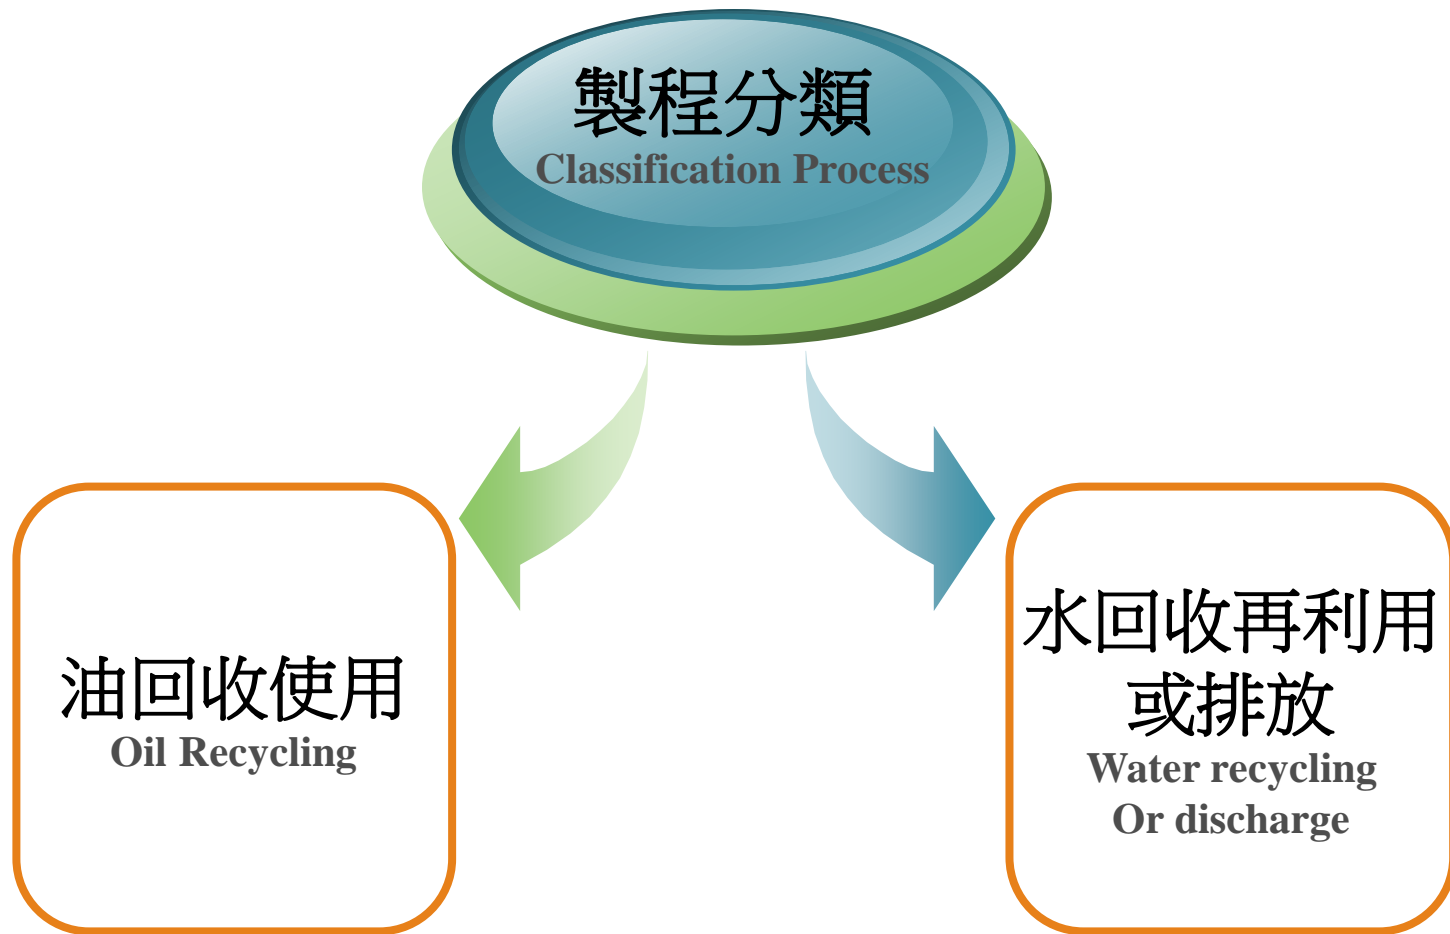 製程分類
Classification Process
油回收使用
Oil Recycling
水回收再利用
或排放
Water recycling
Or discharge